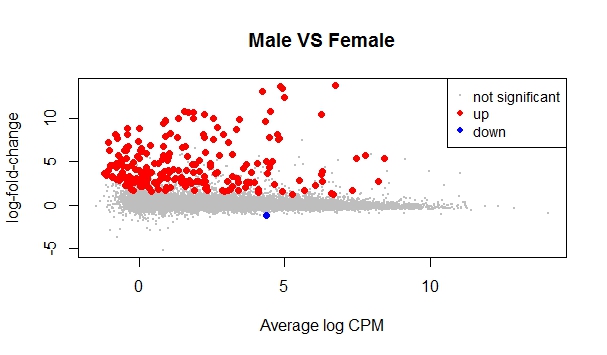 Male VS Female
not significant
up
down
10
5
0
-5
log-fold-change
0 5 10
Average log CPM